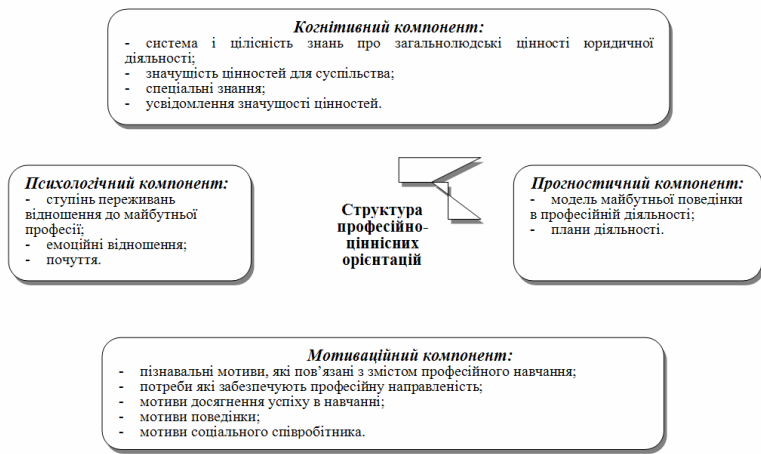 Когнітивний компонент:
- система і цілісність знань про загальнолюдські цінності юридичної
діяльності;
- значущість цінностей для суспільства;
- спеціальні знання;
- усвідомлення значушості цінностей.
Психологічний компонент:
- ступінь переживань
відношення до майбутньої
професії;
- емоційні відношення;
- почуття.
Структура
професійно-
ціннісних
орієнтацій
Прогностичний компонент:
- модель майбутньої поведінки
в професійній діяльності;
- плани діяльності.
Мотиваційний компонент:
- пізнавальні мотиви, які пов’язані з змістом професійного навчання;
- потреби які забезпечують професійну направленість;
- мотиви досягнення успіху в навчанні;
- мотиви поведінки;
- мотиви соціального співробітника.